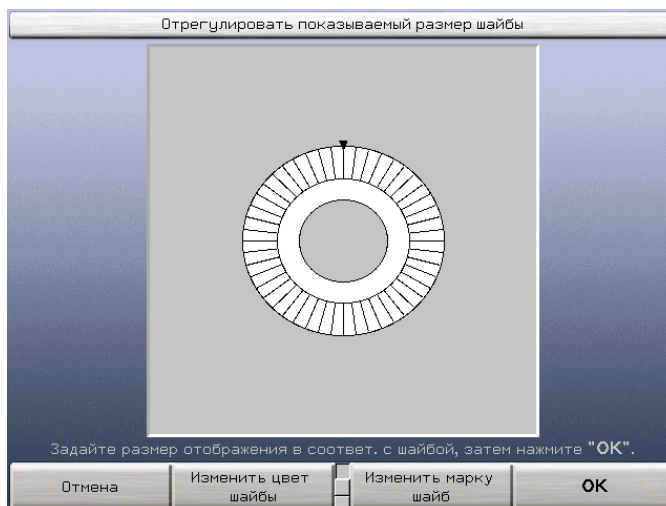 Отрегулировать показываемый размер шайбы
Задайте размер отображения в соответ. с шайбой, затем нажмите "OK".
Отмена
Изменить цвет
шайбы
Изменить марку
шайб
OK